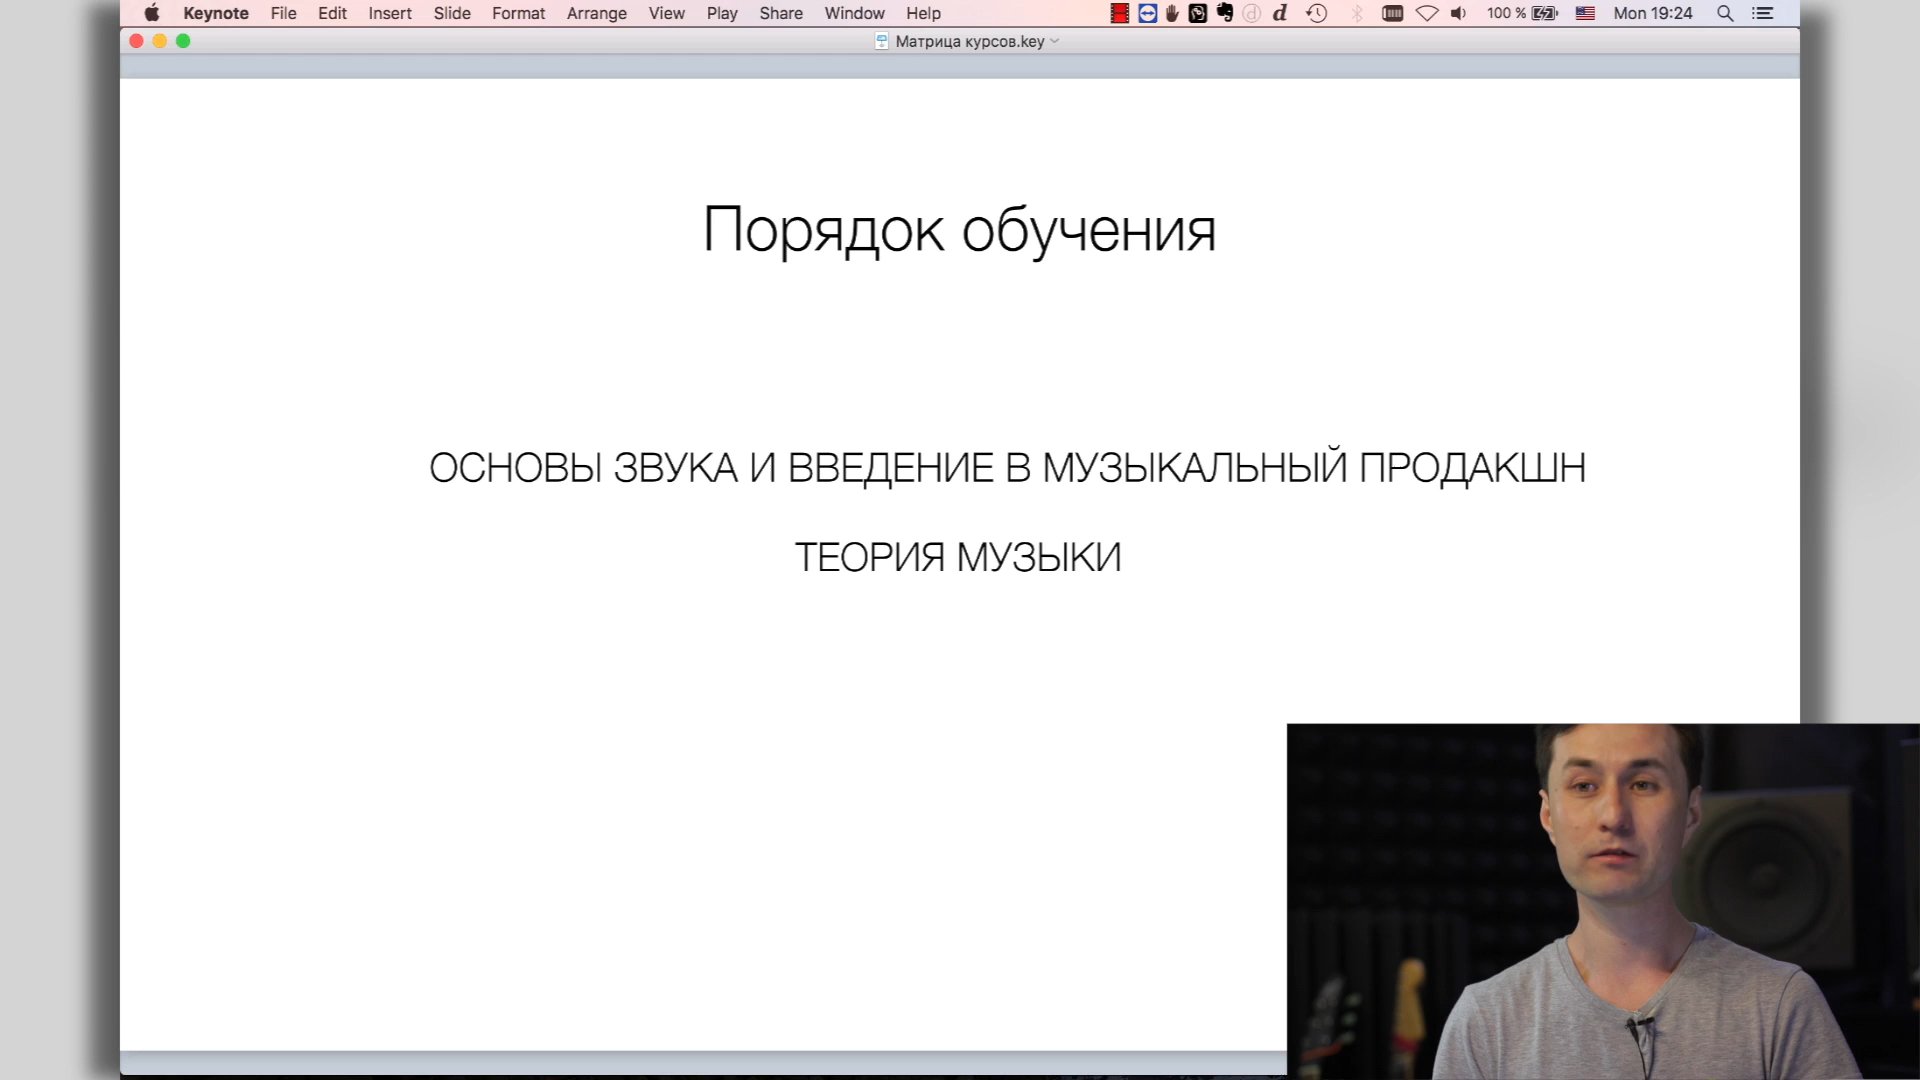 Keynote File Edit Insert Slide Format Arrange View Play Share Window Help 100 % Mon 19:24
Матрица курсов.key
Порядок обучения
ОСНОВЫ ЗВУКА И ВВЕДЕНИЕ В МУЗЫКАЛЬНЫЙ ПРОДАКШН
ТЕОРИЯ МУЗЫКИ